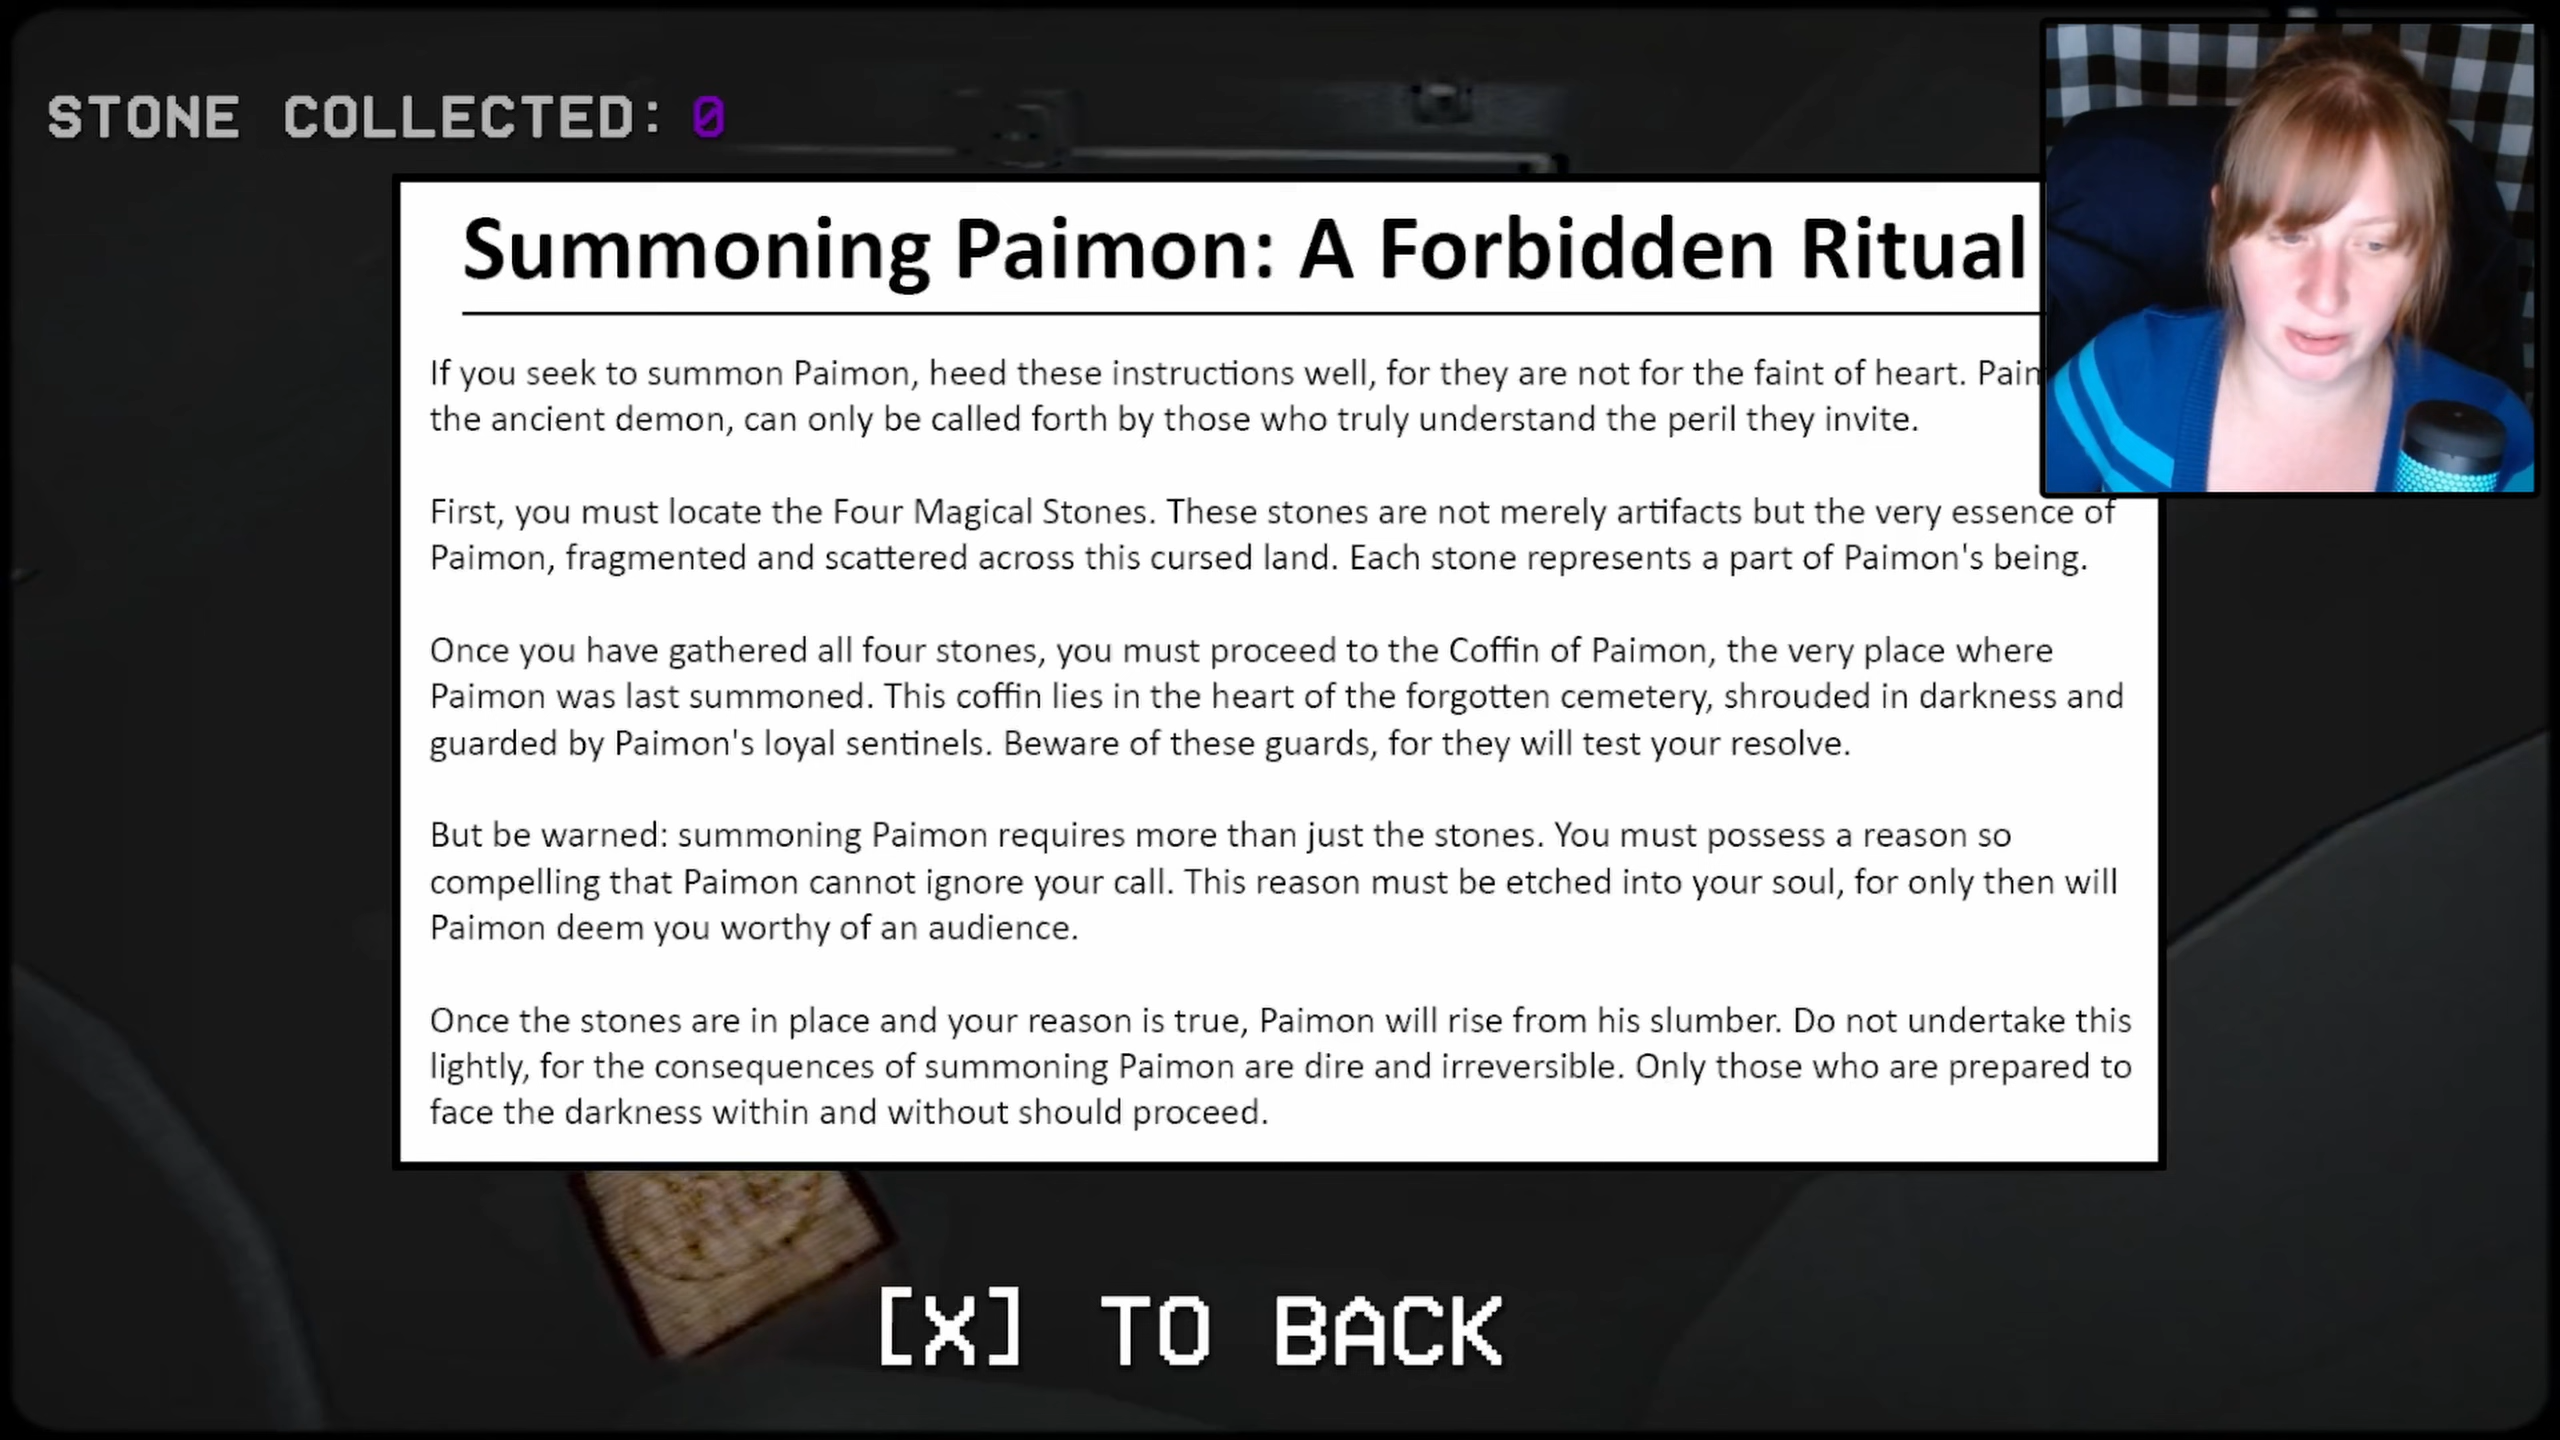 STONE COLLECTED: 0
Summoning Paimon: A Forbidden Ritual
If you seek to summon Paimon, heed these instructions well, for they are not for the faint of heart.
the ancient demon, can only be called forth by those who truly understand the peril they invite.
First, you must locate the Four Magical Stones. These stones are not merely artifacts but the very essence of
Paimon, fragmented and scattered across this cursed land. Each stone represents a part of Paimon's being.
Once you have gathered all four stones, you must proceed to the Coffin of Paimon, the very place where
Paimon was last summoned. This coffin lies in the heart of the forgotten cemetery, shrouded in darkness and
guarded by Paimon's loyal sentinels. Beware of these guards, for they will test your resolve.
But be warned: summoning Paimon requires more than just the stones. You must possess a reason so
compelling that Paimon cannot ignore your call. This reason must be etched into your soul, for only then will
Paimon deem you worthy of an audience.
Once the stones are in place and your reason is true, Paimon will rise from his slumber. Do not undertake this
lightly, for the consequences of summoning Paimon are dire and irreversible. Only those who are prepared to
face the darkness within and without should proceed.
[X] TO BACK